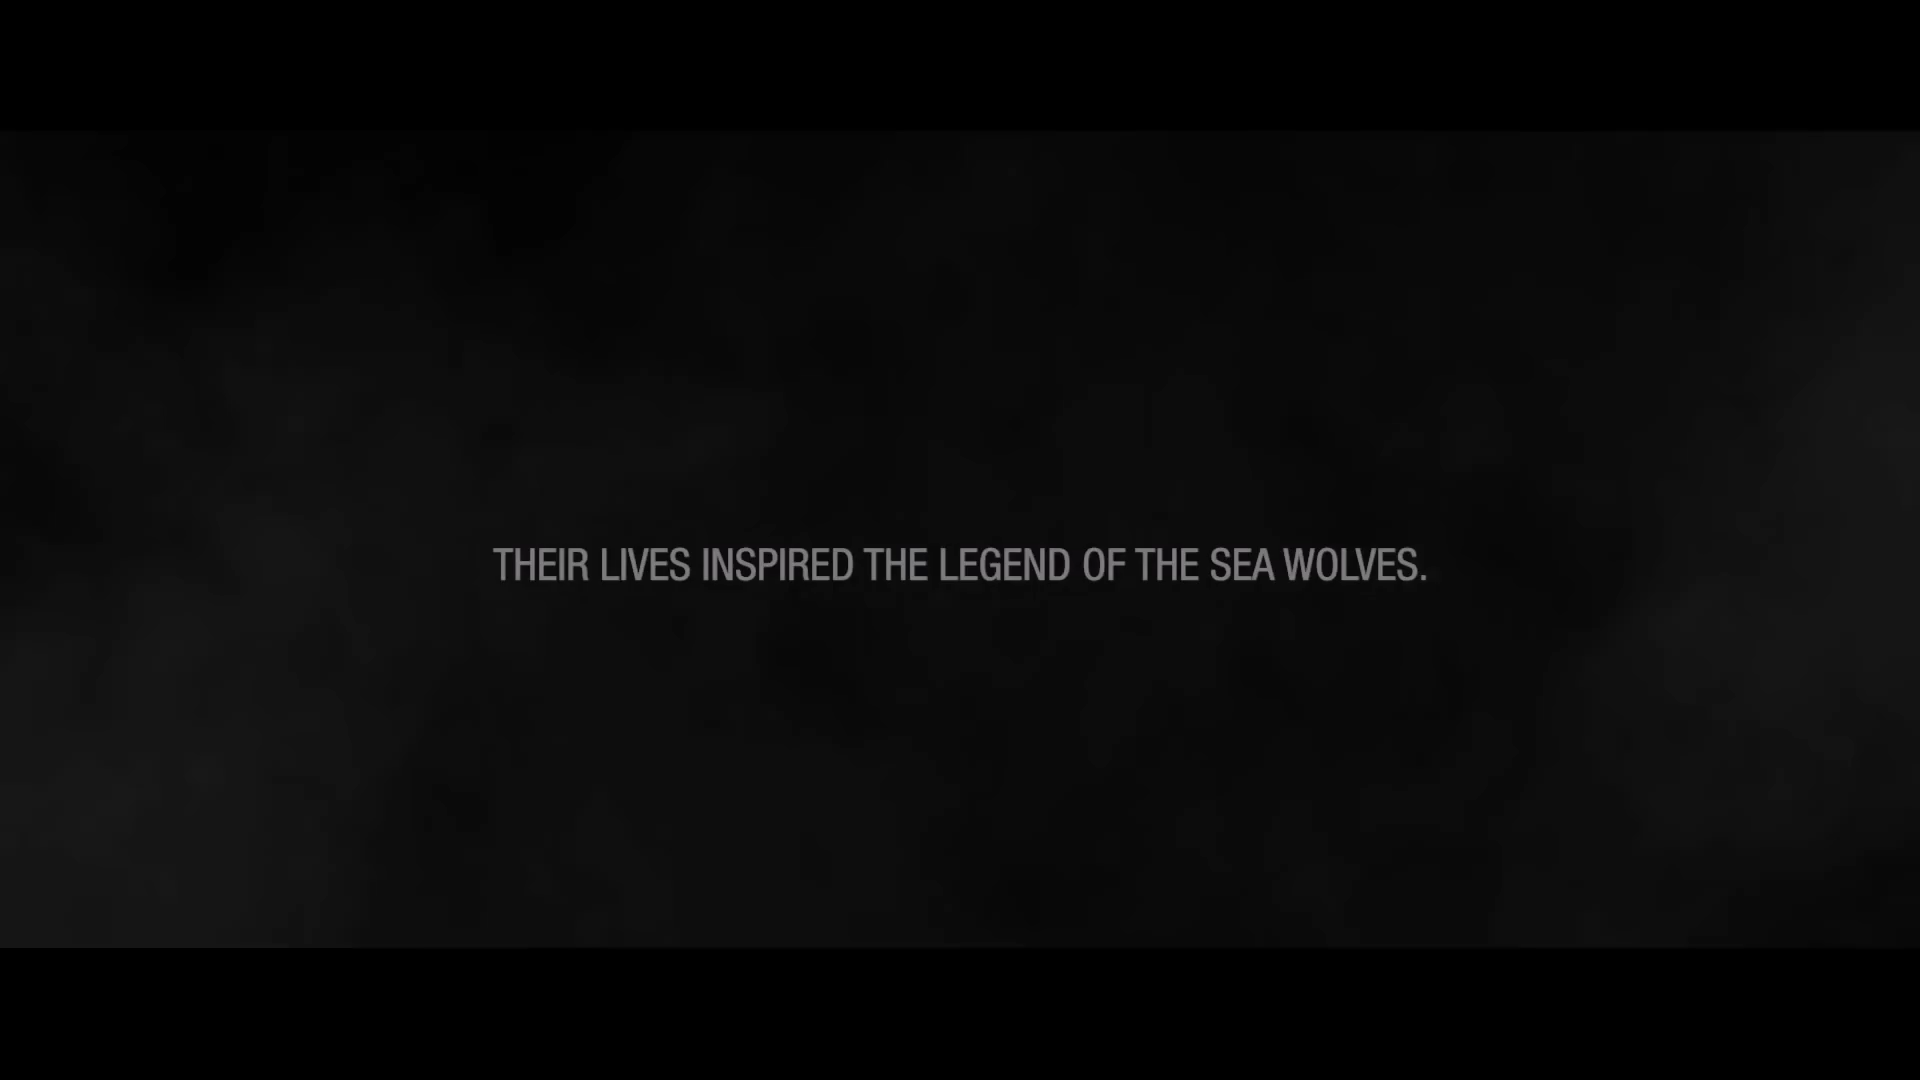 THEIR LIVES INSPIRED THE LEGEND OF THE SEA WOLVES.